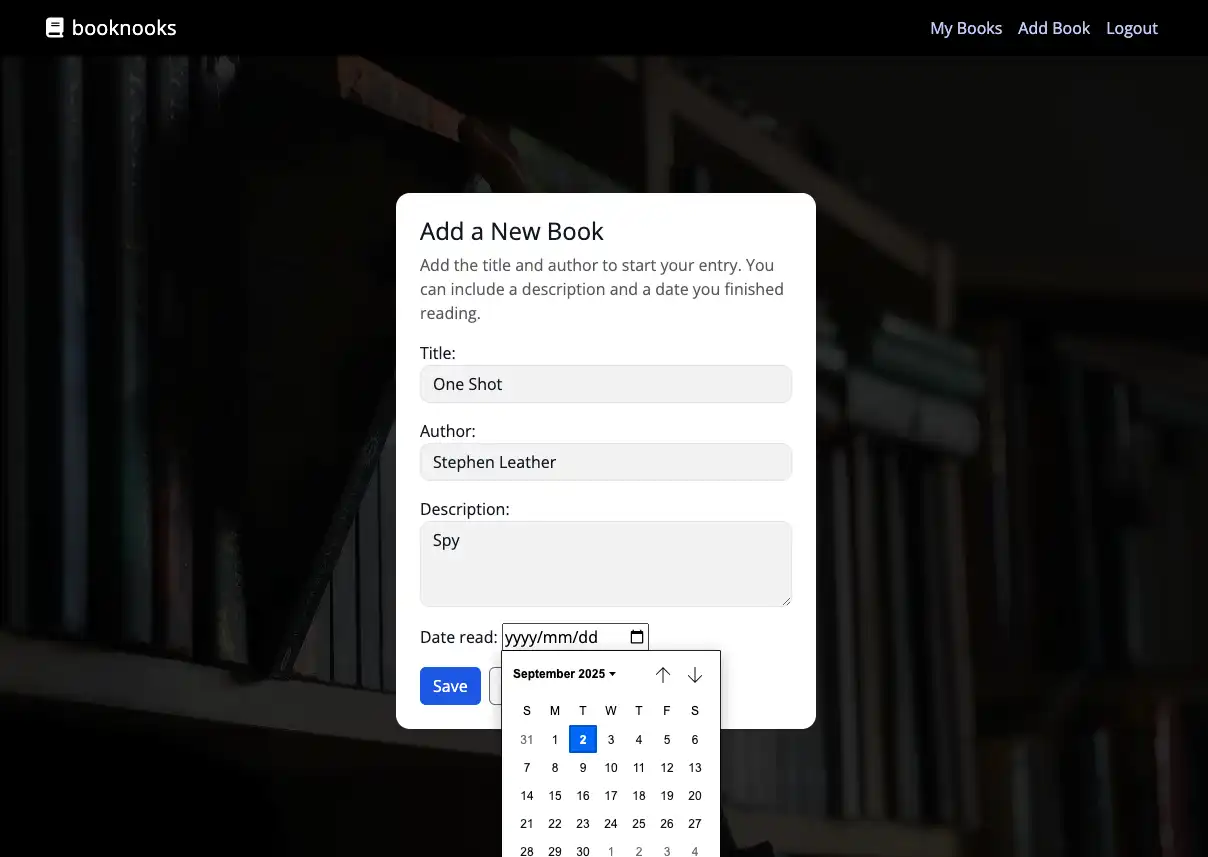 booknooks
My Books Add Book Logout
Add a New Book
Add the title and author to start your entry. You
can include a description and a date you finished
reading.
Title:
One Shot
Author:
Stephen Leather
Description:
Spy
Date read: yyyy/mm/dd
September 2025
Save
S M T W T F S
31 1 2 3 4 5 6
7 8 9 10 11 12 13
14 15 16 17 18 19 20
21 22 23 24 25 26 27
28 29 30 1 2 3 4